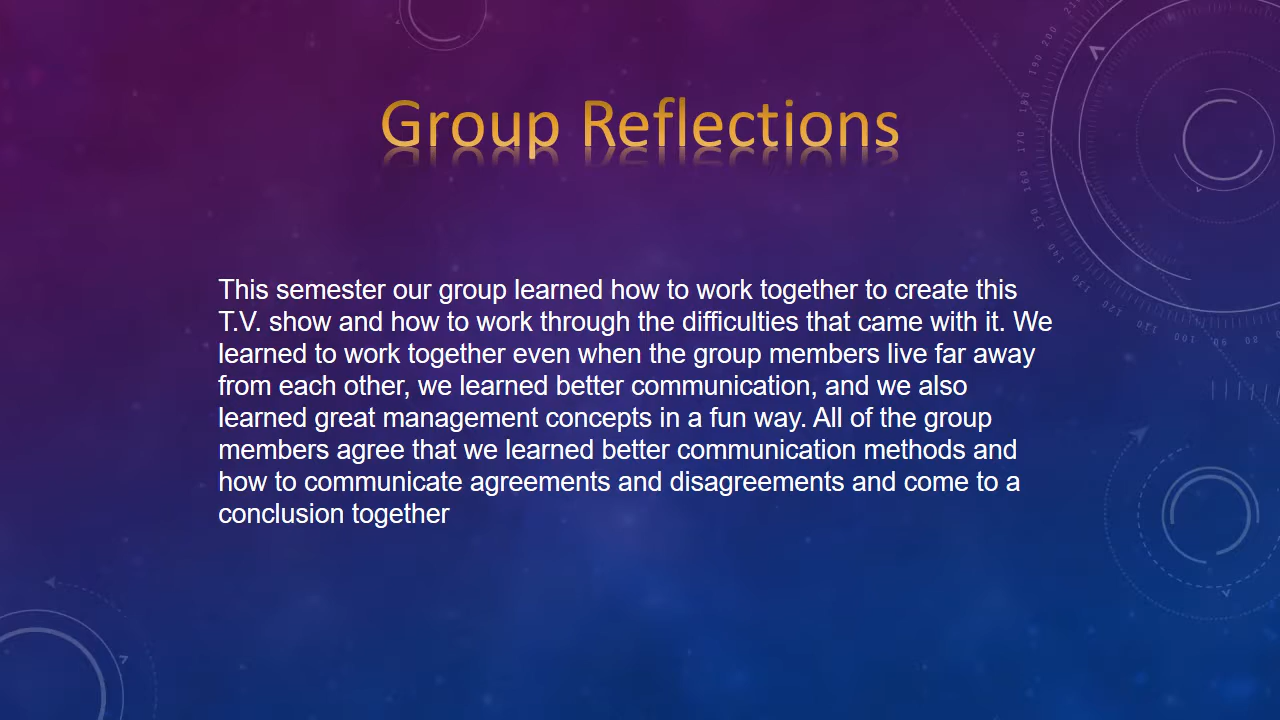 Group Reflections
This semester our group learned how to work together to create this
T.V. show and how to work through the difficulties that came with it. We
learned to work together even when the group members live far away
from each other, we learned better communication, and we also
learned great management concepts in a fun way. All of the group
members agree that we learned better communication methods and
how to communicate agreements and disagreements and come to a
conclusion together